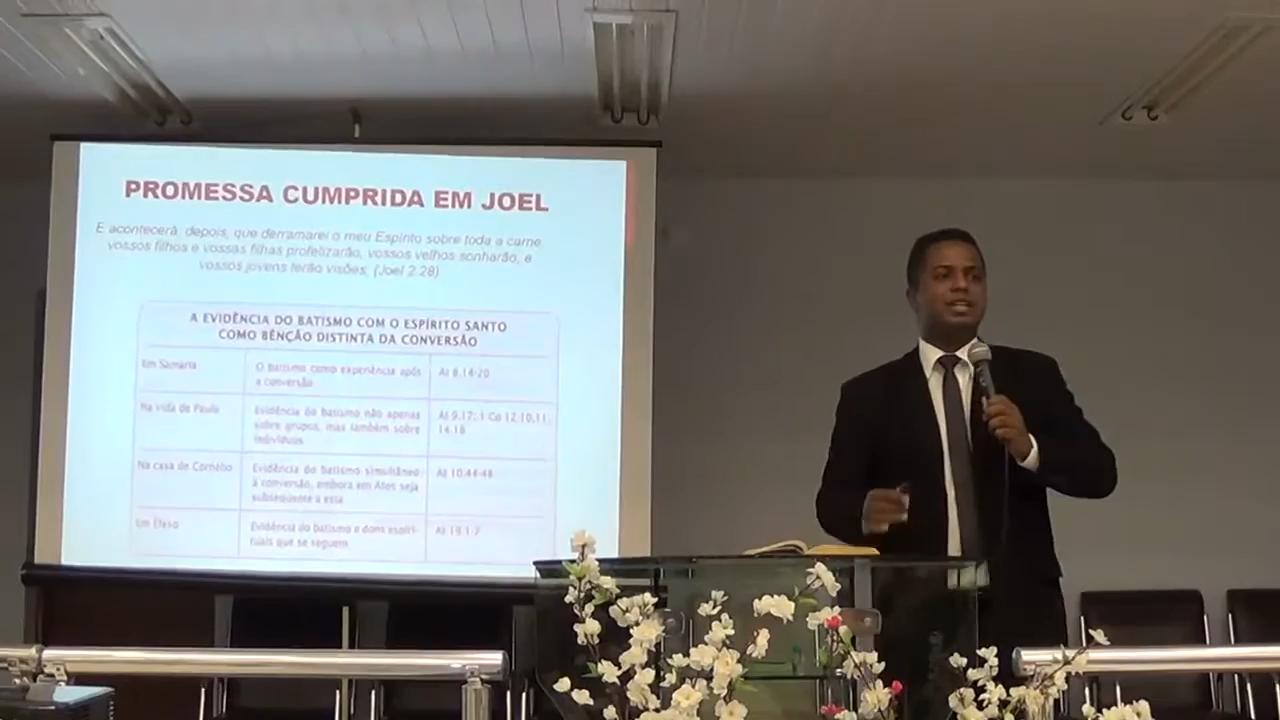 PROMESSA CUMPRIDA EM JOEL
E acontecerá, depois, que derramarei o meu Espírito sobre toda a carne
vossos filhos e vossas filhas profetizarão, vossos velhos sonharão, e
vossos jovens terão visões; (Joel 2.28)
A EVIDÊNCIA DO BATISMO COM O ESPÍRITO SANTO
COMO BÊNÇÃO DISTINTA DA CONVERSÃO
Em Samaria
O batismo como experiência após
a conversão
At 8.14-20
Na vida de Paulo
Evidência do batismo não apenas
sobre grupos, mas também sobre
indivíduos
At 9.17; 1 Co 12.10,11;
14.18
Na casa de Cornélio
Evidência do batismo simultâneo
à conversão, embora em Atos seja
subsequente a esta
At 10.44-48
Em Éfeso
Evidência do batismo e dons espiri-
tuais que se seguem
At 19.1-7